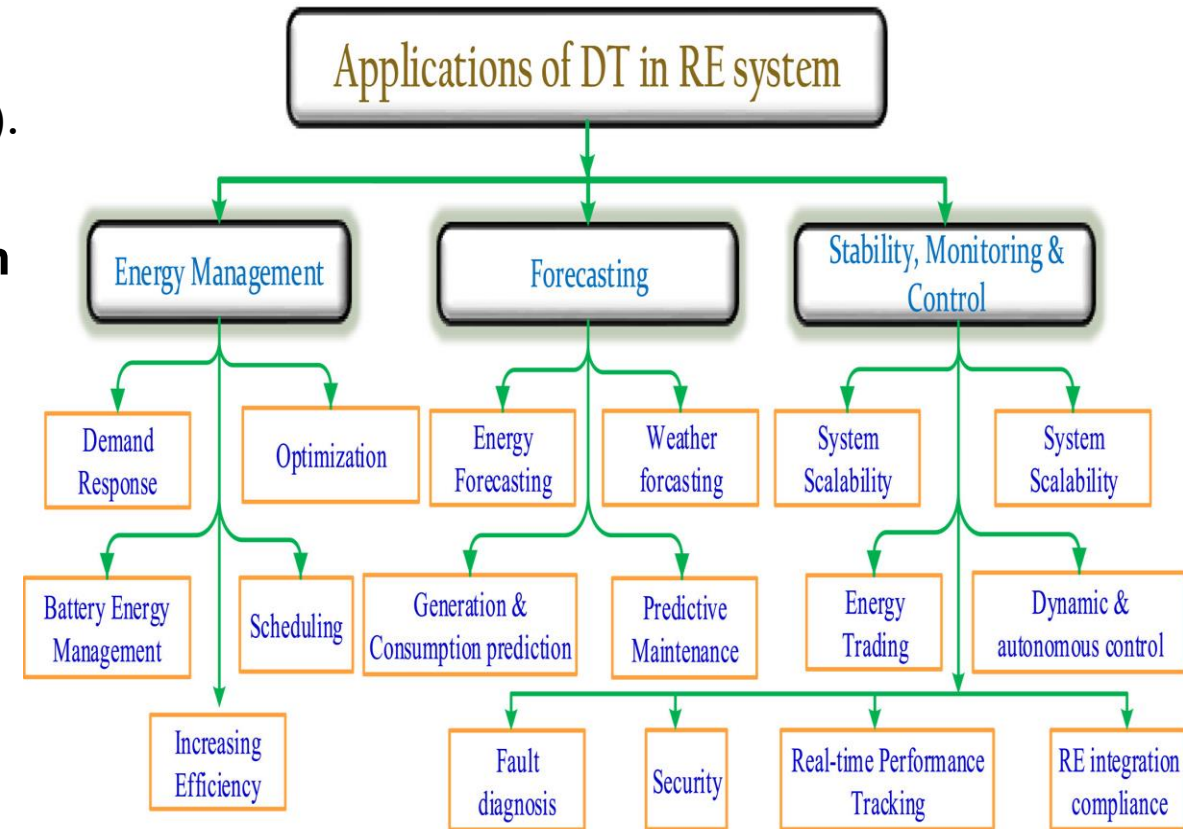 ).
n
Applications of DT in RE system
Energy Management
Forecasting
Stability, Monitoring &
Control
Demand
Response
Optimization
Energy
Forecasting
Weather
forcasting
System
Scalability
System
Scalability
Battery Energy
Management
Scheduling
Generation &
Consumption prediction
Predictive
Maintenance
Energy
Trading
Dynamic &
autonomous control
Increasing
Efficiency
Fault
diagnosis
Security
Real-time Performance
Tracking
RE integration
compliance